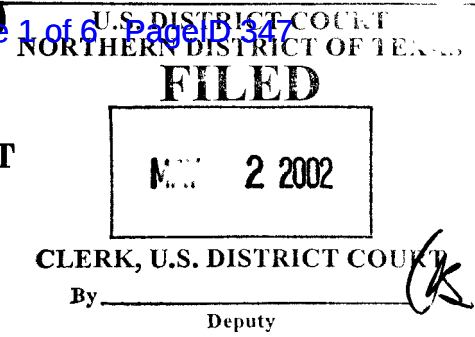 U.S. DISTRICT COURT
e 1 of 6 PageID 347
NORTHERN DISTRICT OF TEXAS
FILED
T
2 2002
CLERK, U.S. DISTRICT COURT
By
Deputy